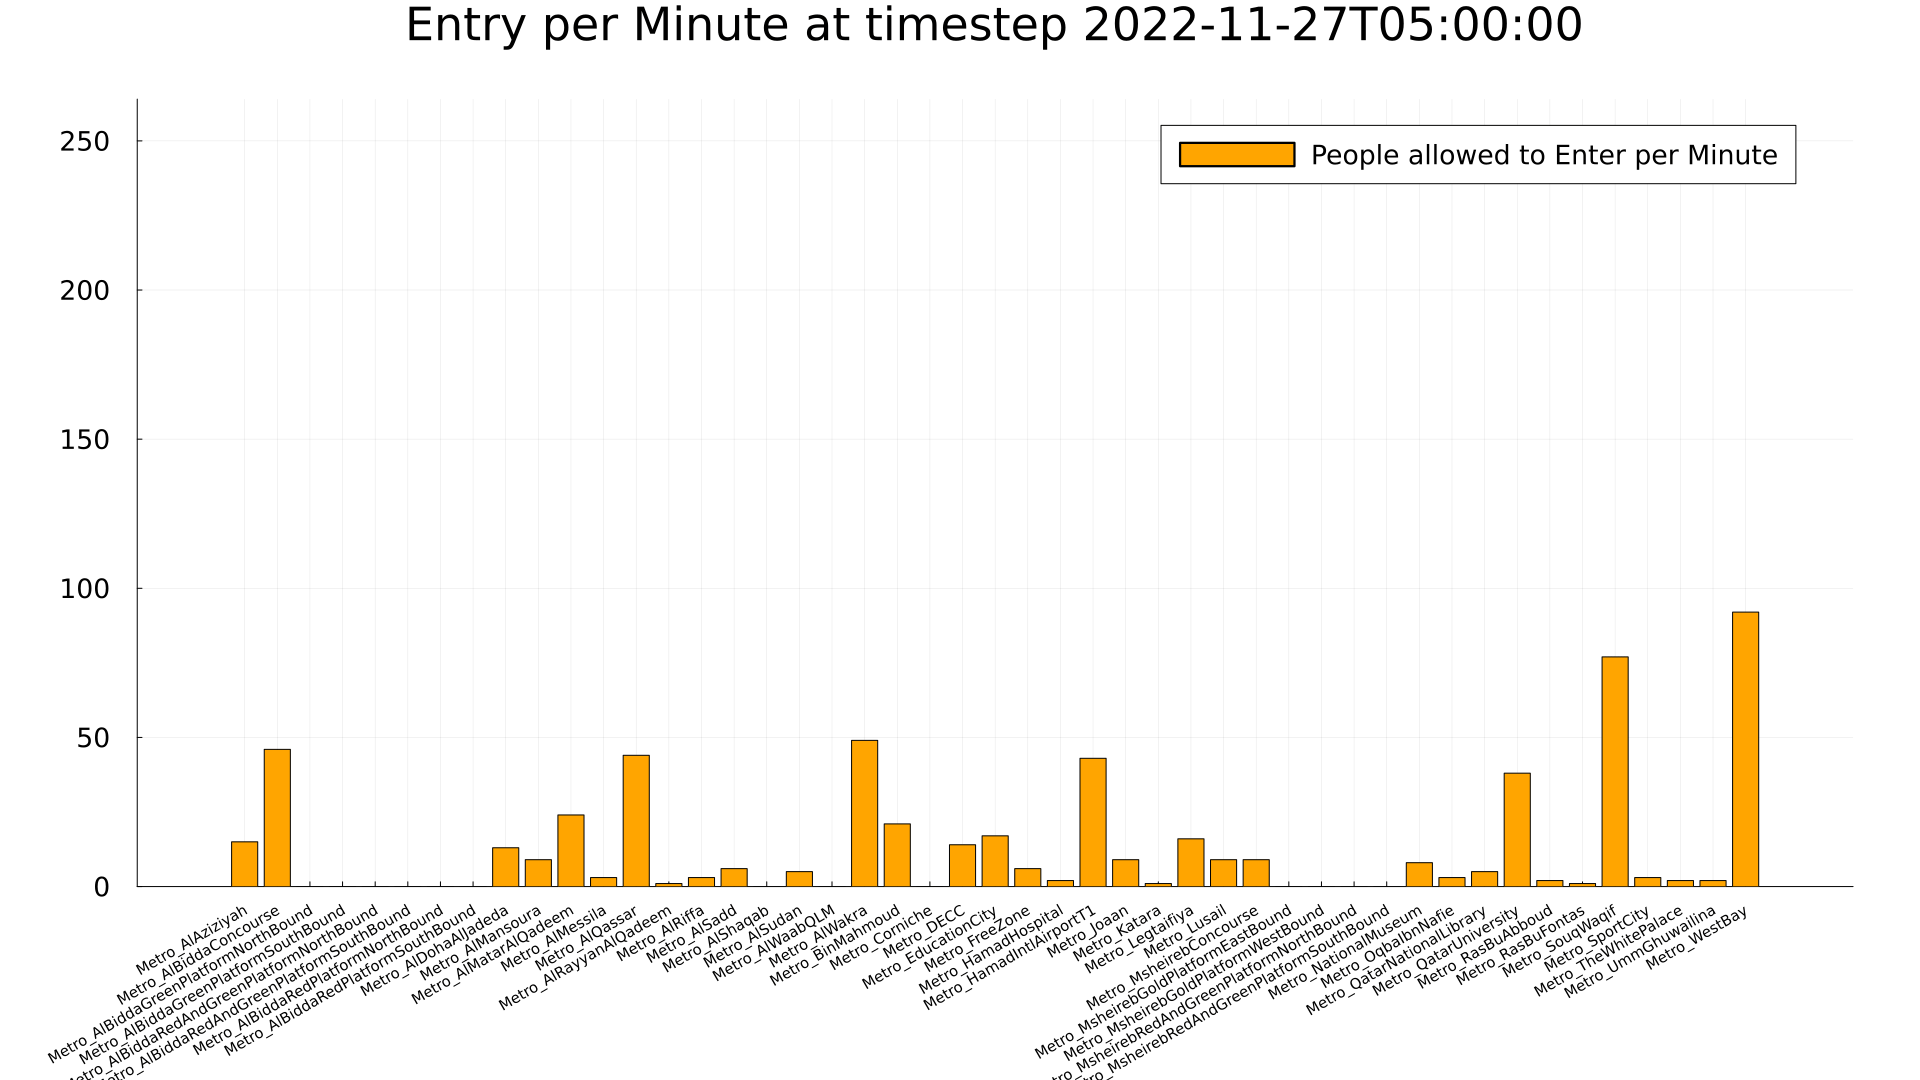 Entry per Minute at timestep 2022-11-27T05:00:00
People allowed to Enter per Minute
250
200
150
100
50
0
Metro_AlAziziyah
Metro_AlBiddaConcourse
Metro_AlBiddaGreenPlatformNorthBound
Metro_AlBiddaGreenPlatformSouthBound
Metro_AlBiddaRedAndGreenPlatformNorthBound
Metro_AlBiddaRedAndGreenPlatformSouthBound
Metro_AlBiddaRedPlatformNorthBound
Metro_AlBiddaRedPlatformSouthBound
Metro_AlDohaAlJadeda
Metro_AlMansoura
Metro_AlMatarAlQadeem
Metro_AlMessila
Metro_AlQassar
Metro_AlRayyanAlQadeem
Metro_AlRiffa
Metro_AlSadd
Metro_AlShaqab
Metro_AlSudan
Metro_AlWaabQLM
Metro_AlWakra
Metro_BinMahmoud
Metro_Corniche
Metro_DECC
Metro_EducationCity
Metro_FreeZone
Metro_HamadHospital
Metro_HamadIntlAirportT1
Metro_Joaan
Metro_Katara
Metro_Legtaifiya
Metro_Lusail
Metro_MsheirebConcourse
Metro_MsheirebGoldPlatformEastBound
Metro_MsheirebGoldPlatformWestBound
tro_MsheirebRedAndGreenPlatformNorthBound
tro_MsheirebRedAndGreenPlatformSouthBound
Metro_NationalMuseum
Metro_OqbaIbnNafie
Metro_QatarNationalLibrary
Metro_QatarUniversity
Metro_RasBuAbboud
Metro_RasBuFontas
Metro_SouqWaqif
Metro_SportCity
Metro_TheWhitePalace
Metro_UmmGhuwailina
Metro_WestBay